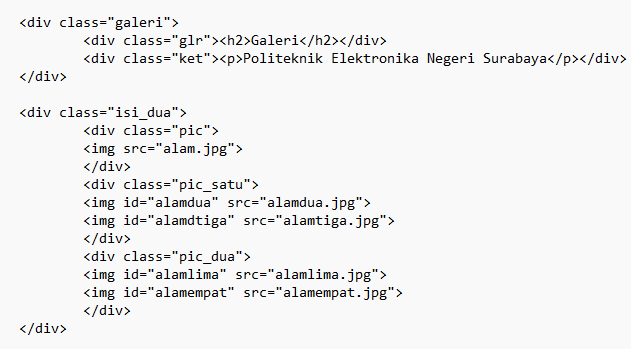 <div class="galeri">
<div class="glr"><h2>Galeri</h2></div>
<div class="ket"><p>Politeknik Elektronika Negeri Surabaya</p></div>
</div>
<div class="isi_dua">
<div class="pic">
<img src="alam.jpg">
</div>
<div class="pic_satu">
<img id="alamdua" src="alamdua.jpg">
<img id="alamdtiga" src="alamtiga.jpg">
</div>
<div class="pic_dua">
<img id="alamlima" src="alamlima.jpg">
<img id="alamempat" src="alamempat.jpg">
</div>
</div>